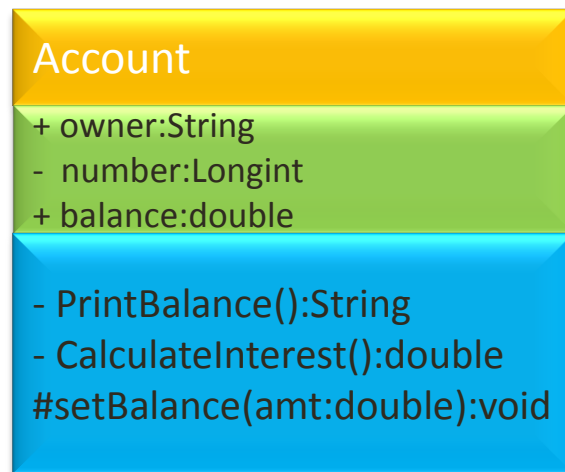 Account
+ owner:String
- number:Longint
+ balance:double
- PrintBalance():String
- CalculateInterest():double
#setBalance(amt:double):void